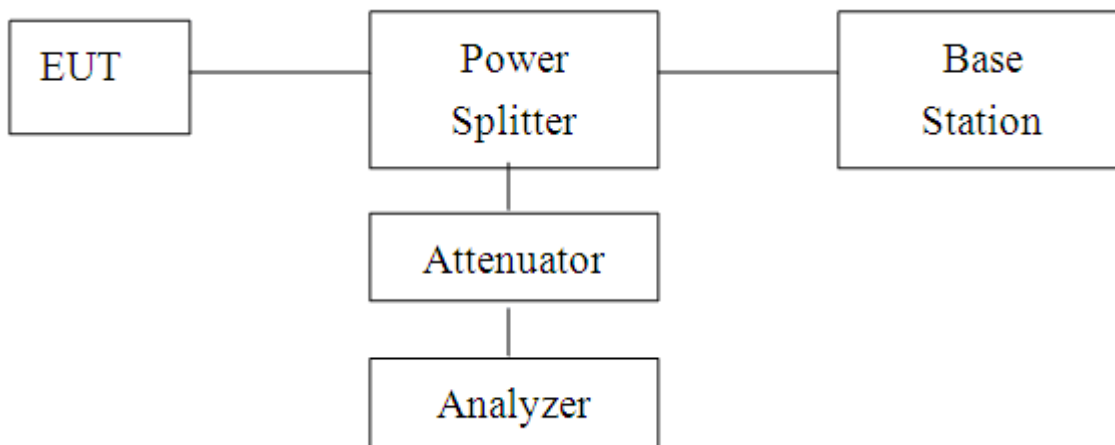 EUT
Power
Splitter
Base
Station
Attenuator
Analyzer